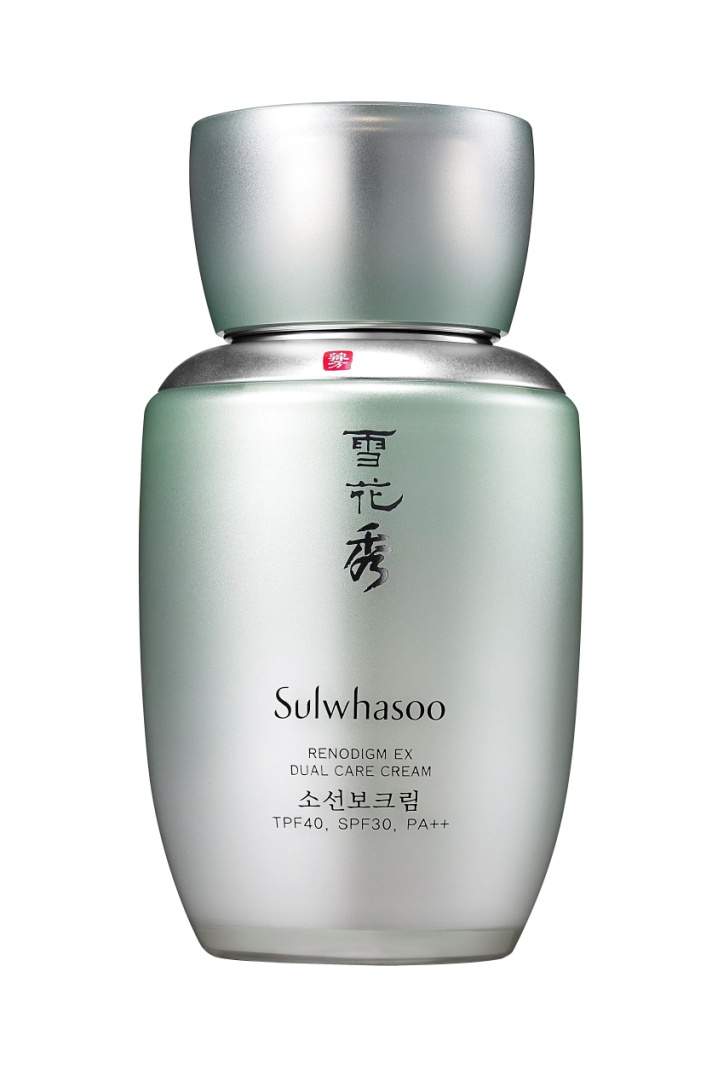 雪
花
秀
Sulwhasoo
RENODIGM EX
DUAL CARE CREAM
소선보크림
TPF40, SPF30, PA++